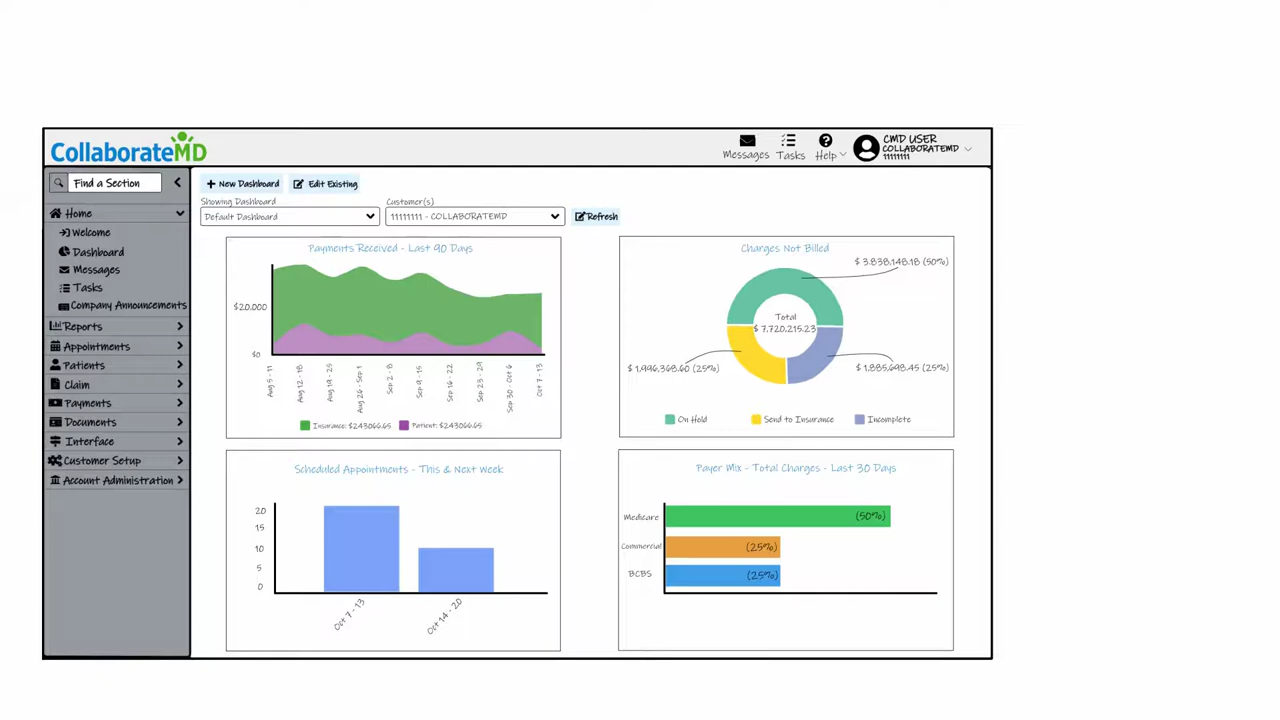 CollaborateMD
Messages
Tasks
Help
CMD USER
COLLABORATEMD
11111111
Find a Section
Home
Welcome
Dashboard
Messages
Tasks
Company Announcements
Reports
Appointments
Patients
Claim
Payments
Documents
Interface
Customer Setup
Account Administration
New Dashboard
Edit Existing
Showing Dashboard
Customer(s)
Default Dashboard
11111111 - COLLABORATEMD
Refresh
Payments Received - Last 90 Days
$20,000
$0
Aug 5 - 11
Aug 12 - 18
Aug 19 - 25
Aug 26 - Sep 1
Sep 2 - 8
Sep 9 - 15
Sep 16 - 22
Sep 23 - 29
Sep 30 - Oct 6
Oct 7 - 13
Insurance: $243066.65
Patient: $243066.65
Charges Not Billed
$ 3,838,148.18 (50%)
Total
$ 7,720,215.23
$ 1,996,368.60 (25%)
$ 1,885,698.45 (25%)
On Hold
Send to Insurance
Incomplete
Scheduled Appointments - This & Next Week
20
15
10
5
0
Oct 7 - 13
Oct 14 - 20
Payer Mix - Total Charges - Last 30 Days
Medicare
(50%)
Commercial
(25%)
BCBS
(25%)